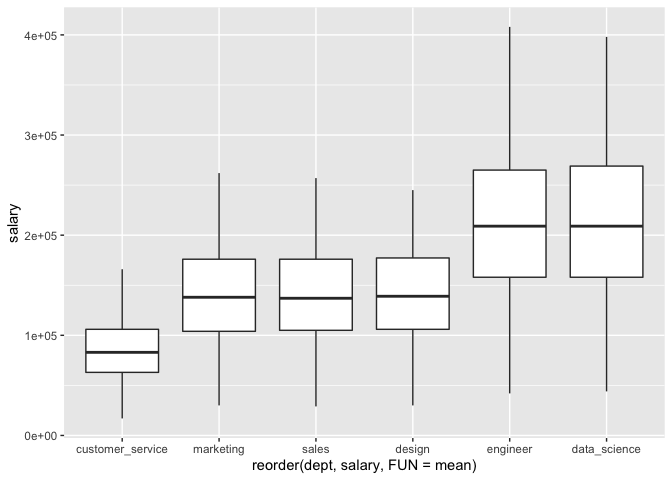 4e+05
3e+05
2e+05
1e+05
0e+00
salary
customer_service marketing sales design engineer data_science
reorder(dept, salary, FUN = mean)